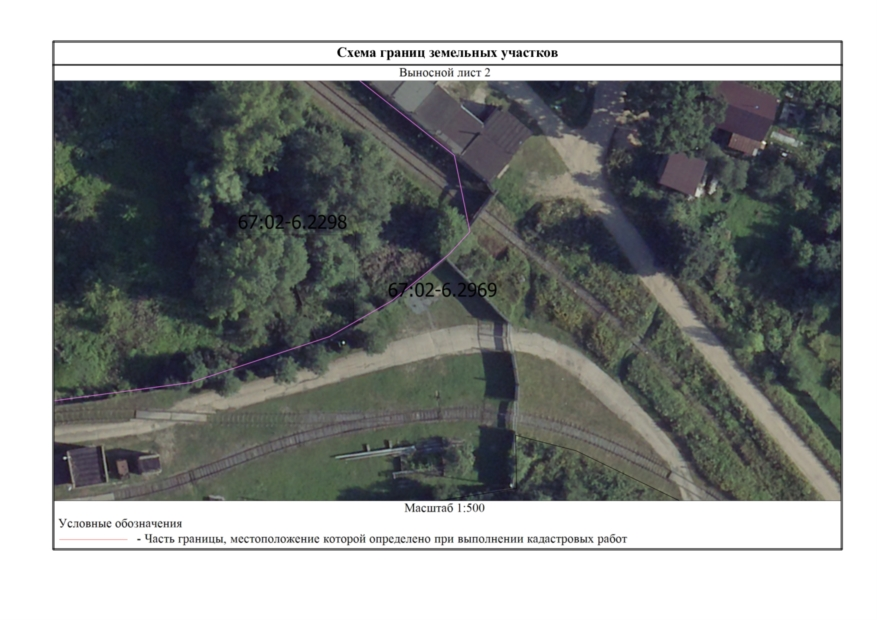 Схема границ земельных участков
Выносной лист 2
67:02-6.2298
67:02-6.2969
Масштаб 1:500
Условные обозначения
- Часть границы, местоположение которой определено при выполнении кадастровых работ